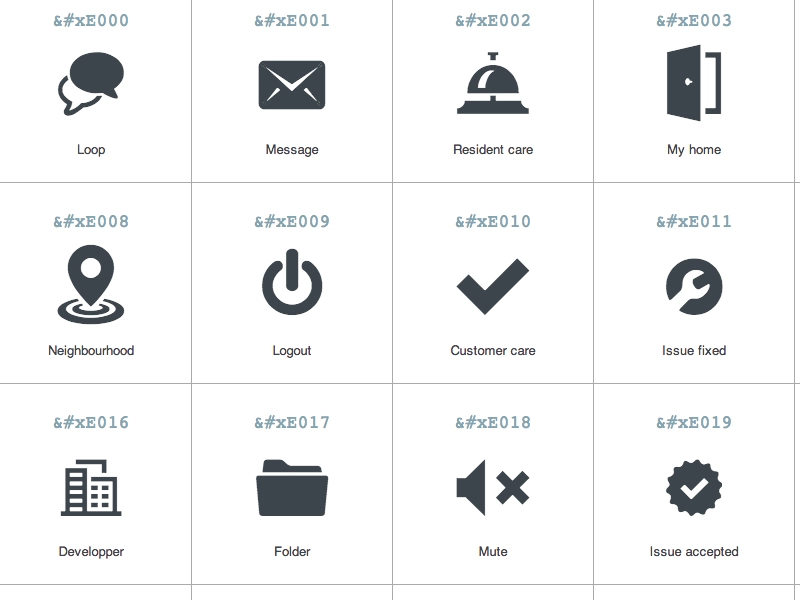 &#xE000 &#xE001 &#xE002 &#xE003
Loop Message Resident care My home
&#xE008 &#xE009 &#xE010 &#xE011
Neighbourhood Logout Customer care Issue fixed
&#xE016 &#xE017 &#xE018 &#xE019
Developper Folder Mute Issue accepted